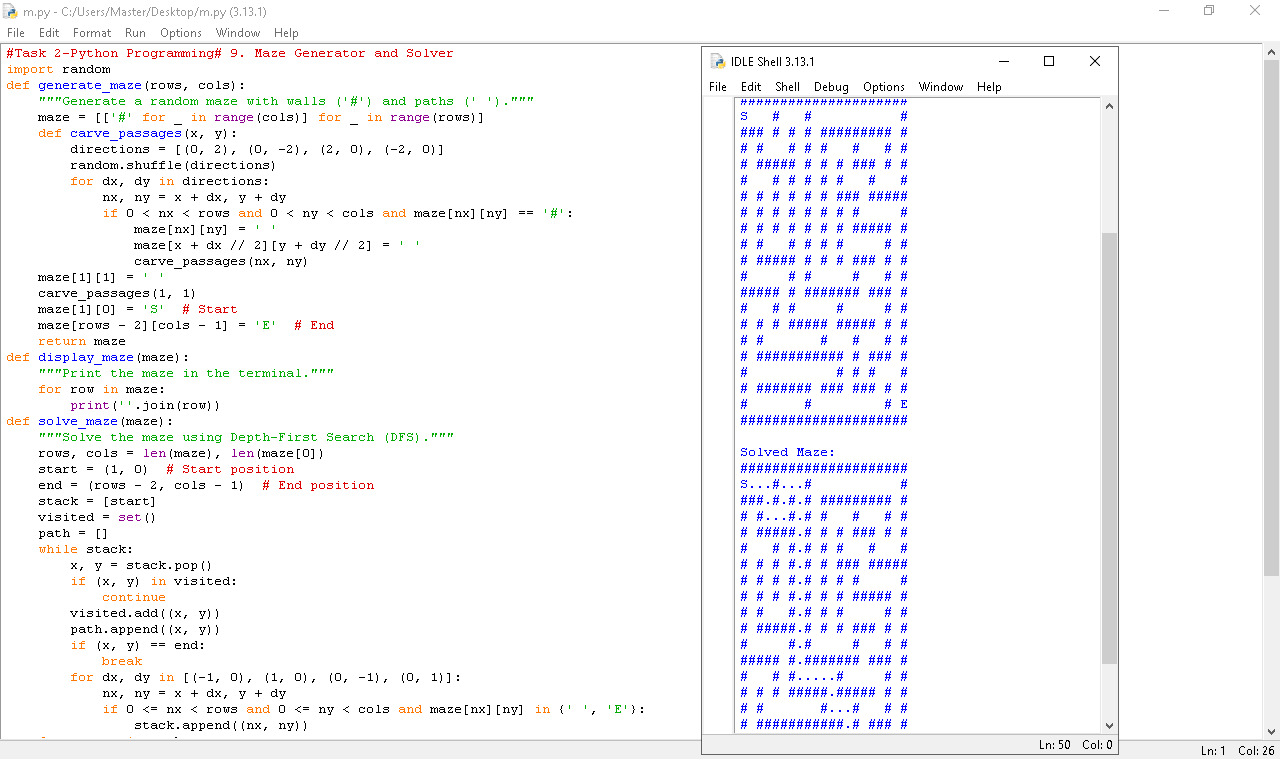 m.py - C:/Users/Master/Desktop/m.py (3.13.1)
File Edit Format Run Options Window Help
#Task 2-Python Programming# 9. Maze Generator and Solver
import random
def generate_maze(rows, cols):
    """Generate a random maze with walls ('#') and paths (' ')."""
    maze = [['#' for _ in range(cols)] for _ in range(rows)]
    def carve_passages(x, y):
        directions = [(0, 2), (0, -2), (2, 0), (-2, 0)]
        random.shuffle(directions)
        for dx, dy in directions:
            nx, ny = x + dx, y + dy
            if 0 < nx < rows and 0 < ny < cols and maze[nx][ny] == '#':
                maze[nx][ny] = ' '
                maze[x + dx // 2][y + dy // 2] = ' '
                carve_passages(nx, ny)
    maze[1][1] = ' '
    carve_passages(1, 1)
    maze[1][0] = 'S'  # Start
    maze[rows - 2][cols - 1] = 'E'  # End
    return maze
def display_maze(maze):
    """Print the maze in the terminal."""
    for row in maze:
        print(''.join(row))
def solve_maze(maze):
    """Solve the maze using Depth-First Search (DFS)."""
    rows, cols = len(maze), len(maze[0])
    start = (1, 0)  # Start position
    end = (rows - 2, cols - 1)  # End position
    stack = [start]
    visited = set()
    path = []
    while stack:
        x, y = stack.pop()
        if (x, y) in visited:
            continue
        visited.add((x, y))
        path.append((x, y))
        if (x, y) == end:
            break
        for dx, dy in [(-1, 0), (1, 0), (0, -1), (0, 1)]:
            nx, ny = x + dx, y + dy
            if 0 <= nx < rows and 0 <= ny < cols and maze[nx][ny] in {' ', 'E'}:
                stack.append((nx, ny))
Ln: 1 Col: 26
IDLE Shell 3.13.1
File Edit Shell Debug Options Window Help
#####################
S   #   #           #
### # # # ######### #
# #   # # #   #   # #
# ##### # # # # ### #
#   # # # # #   #   #
# # # # # # ### #####
# # # # # # # #     #
# # # # # # # ##### #
# #   # # # #     # #
# ##### # # # ### # #
#     # #     #   # #
##### # ####### ### #
#   # #     #     # #
# # # ##### ##### # #
# #       #   #   # #
# ########### # ### #
#           # # #   #
# ####### ### ### # #
#       #         # E
#####################
Solved Maze:
#####################
S...#...#           #
###.#.#.# ######### #
# #...#.# #   #   # #
# #####.# # # # ### #
#   # #.# # #   #   #
# # # #.# # ### #####
# # # #.# # # #     #
# # # #.# # # ##### #
# #   #.# # #     # #
# #####.# # # ### # #
#     #.#     #   # #
##### #.####### ### #
#   # #.....#     # #
# # # #####.##### # #
# #       #...#   # #
# ###########.# ### #
Ln: 50 Col: 0